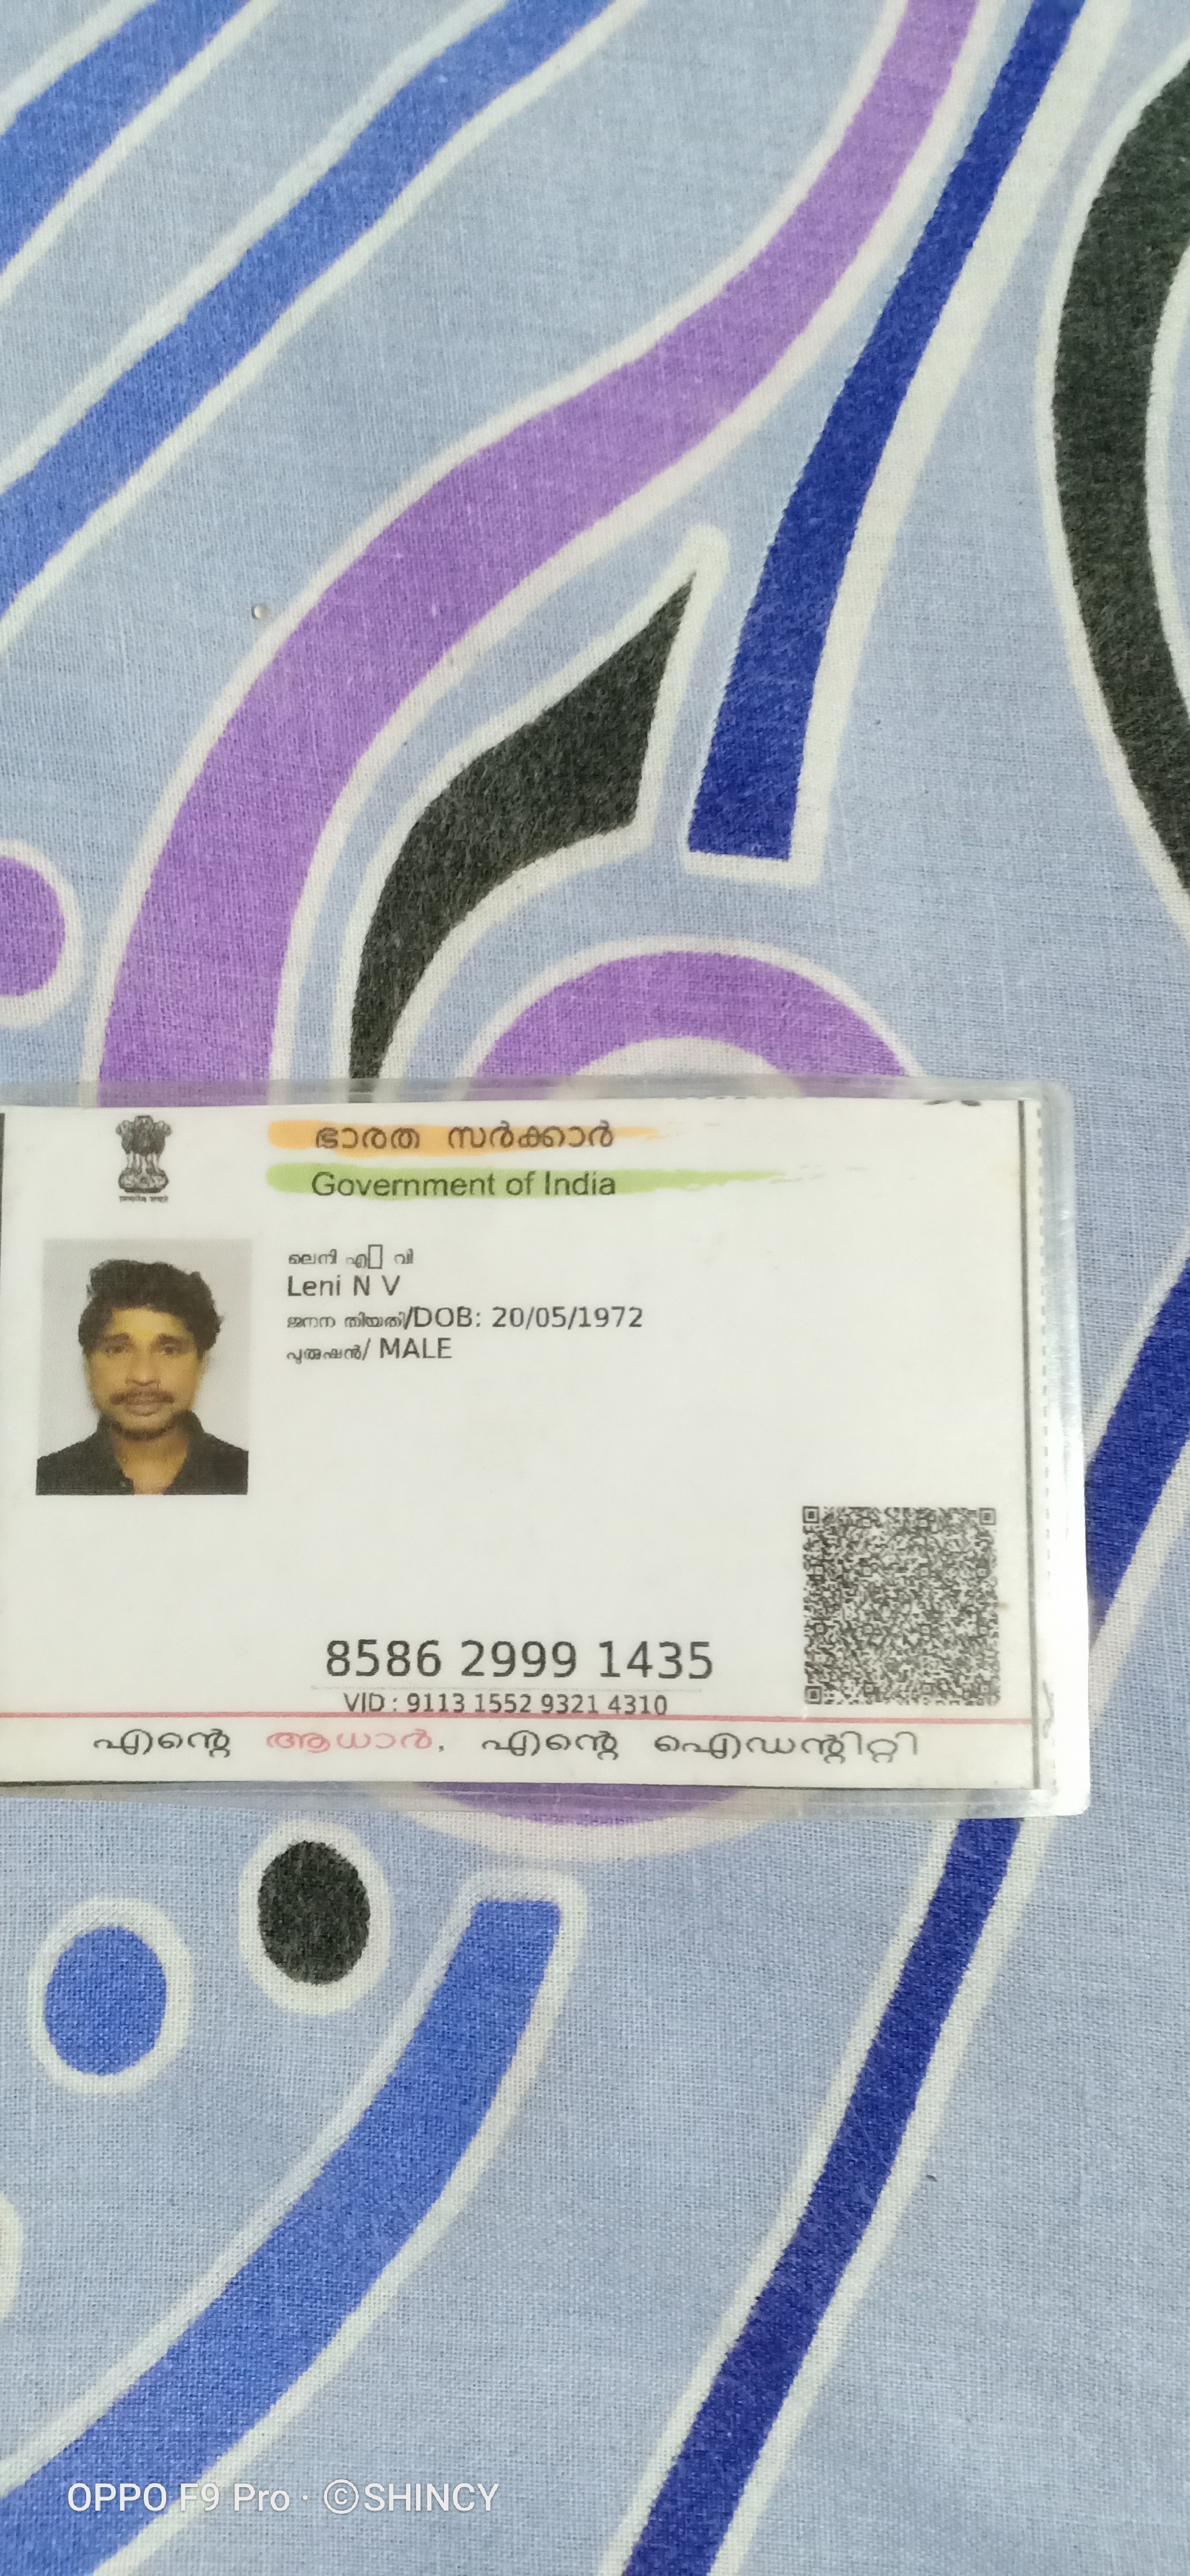 ഭാരത സർക്കാർ
Government of India
ലെനി എ വി
Leni N V
ജനന തിയതി/DOB: 20/05/1972
പുരുഷൻ/ MALE
8586 2999 1435
VID : 9113 1552 9321 4310
എന്റെ ആധാർ, എന്റെ ഐഡന്റിറ്റി
OPPO F9 Pro · ©SHINCY